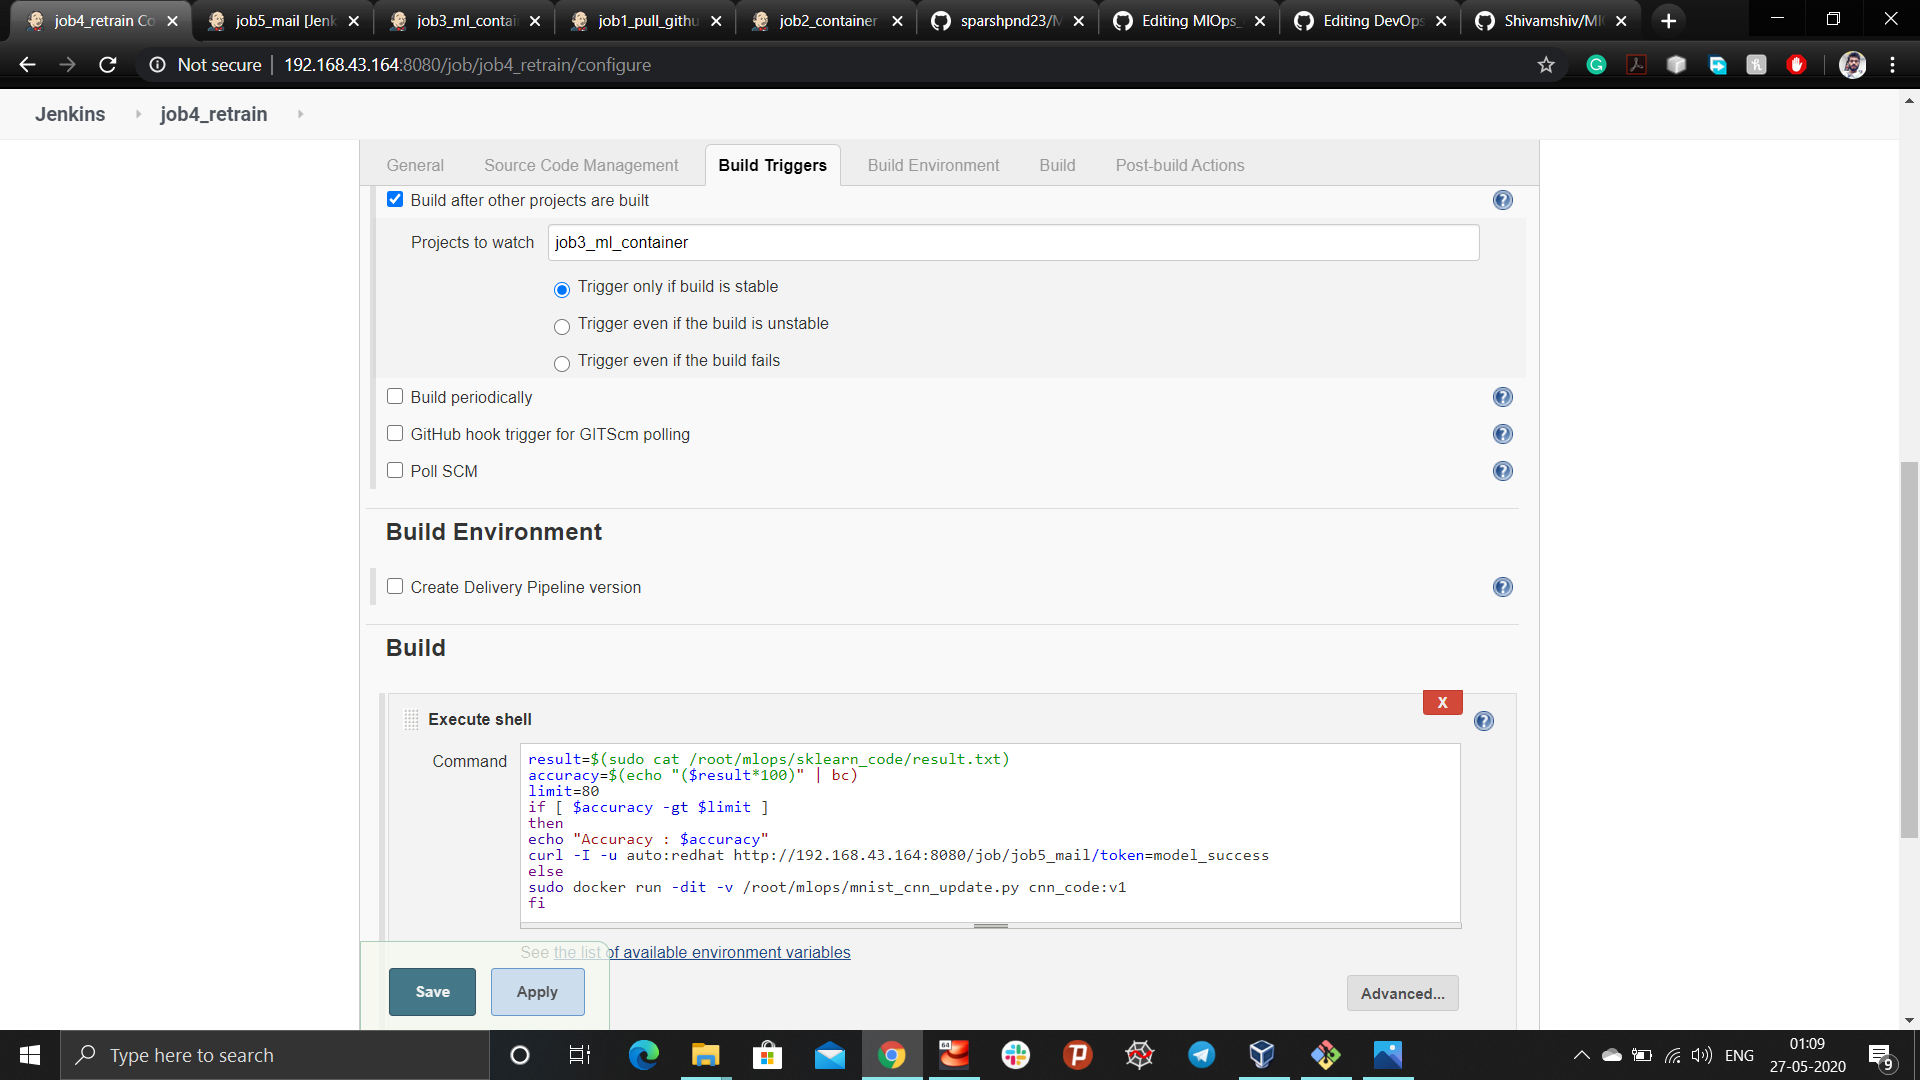 job4_retrain Co
job5_mail [Jenk
job3_ml_contai
job1_pull_githu
job2_container
sparshpnd23/M
Editing MlOps_
Editing DevOps
Shivamshiv/Ml
Not secure
192.168.43.164:8080/job/job4_retrain/configure
Jenkins
job4_retrain
General
Source Code Management
Build Triggers
Build Environment
Build
Post-build Actions
Build after other projects are built
Projects to watch
job3_ml_container
Trigger only if build is stable
Trigger even if the build is unstable
Trigger even if the build fails
Build periodically
GitHub hook trigger for GITScm polling
Poll SCM
Build Environment
Create Delivery Pipeline version
Build
X
Execute shell
Command
result=$(sudo cat /root/mlops/sklearn_code/result.txt)
accuracy=$(echo "($result*100)" | bc)
limit=80
if [ $accuracy -gt $limit ]
then
echo "Accuracy : $accuracy"
curl -I -u auto:redhat http://192.168.43.164:8080/job/job5_mail/token=model_success
else
sudo docker run -dit -v /root/mlops/mnist_cnn_update.py cnn_code:v1
fi
See the list of available environment variables
Save
Apply
Advanced...
Type here to search
64
ENG
01:09
27-05-2020
9